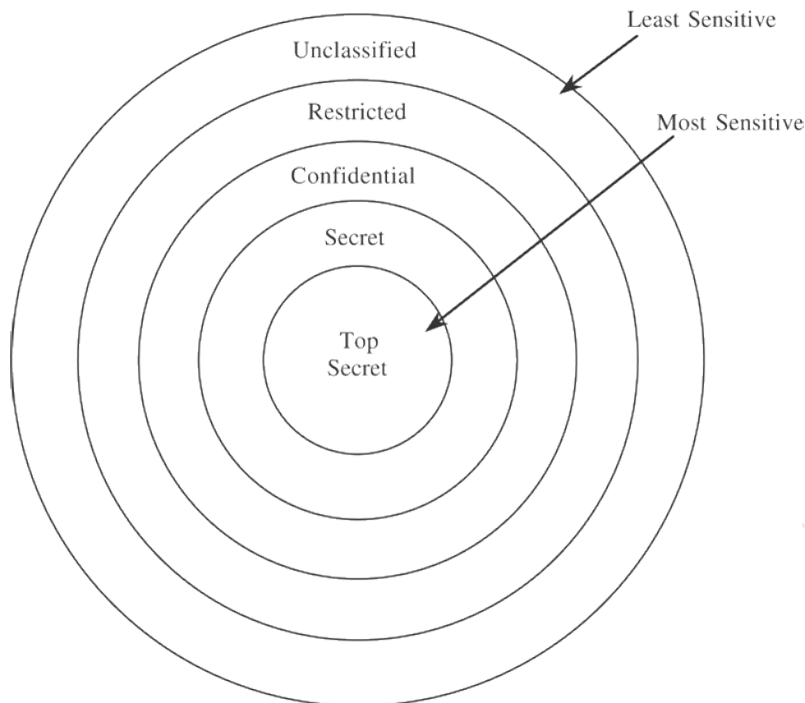 Least Sensitive
Unclassified
Restricted
Most Sensitive
Confidential
Secret
Top
Secret